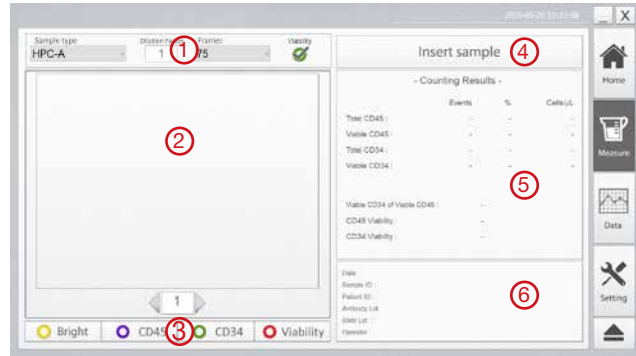 Sample type
Frames
Viability
HPC-A
1
75
1
Insert sample
4
- Counting Results -
Events % Cells/μL
Total CD45 : - - -
Viable CD45 : - - -
Total CD34 : - - -
Viable CD34 : - - -
2
5
Viable CD34 of Viable CD45 : -
CD45 Viability : -
CD34 Viability : -
1
Date
Sample ID :
Patient ID :
Antibody Lot
Slide Lot :
Operator :
6
Bright
CD45
3
CD34
Viability
X
Home
Measure
Data
Setting